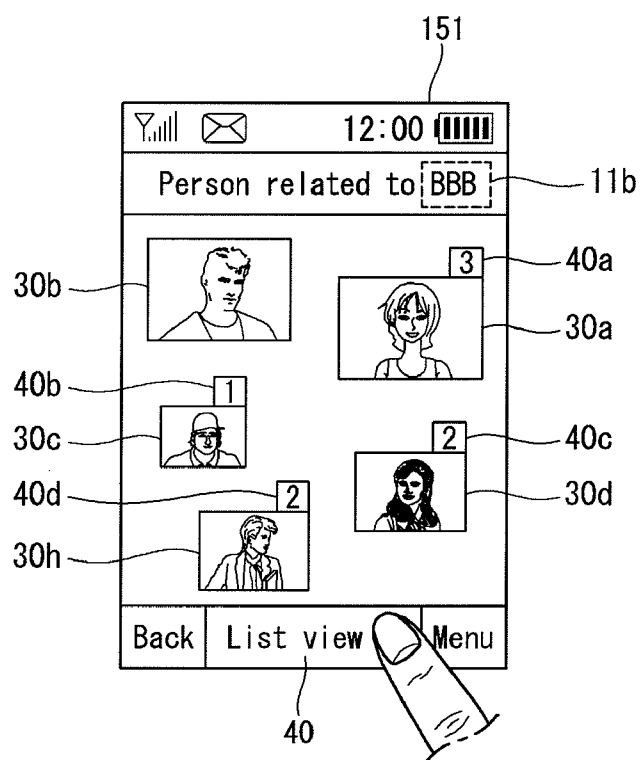 151
12:00
Person related to BBB
11b
30b
3
40a
30a
40b
1
30c
2
40c
40d
2
30d
30h
Back List view Menu
40